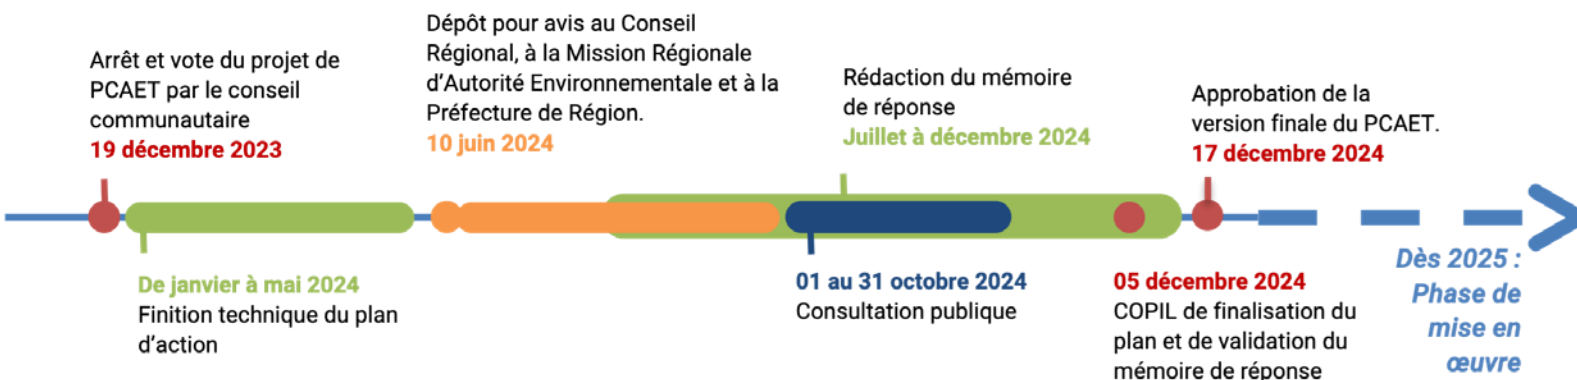 Arrêt et vote du projet de
PCAET par le conseil
communautaire
19 décembre 2023
Dépôt pour avis au Conseil
Régional, à la Mission Régionale
d'Autorité Environnementale et à la
Préfecture de Région.
10 juin 2024
Rédaction du mémoire
de réponse
Juillet à décembre 2024
Approbation de la
version finale du PCAET.
17 décembre 2024
De janvier à mai 2024
Finition technique du plan
d'action
01 au 31 octobre 2024
Consultation publique
05 décembre 2024
COPIL de finalisation du
plan et de validation du
mémoire de réponse
Dès 2025 :
Phase de
mise en
œuvre